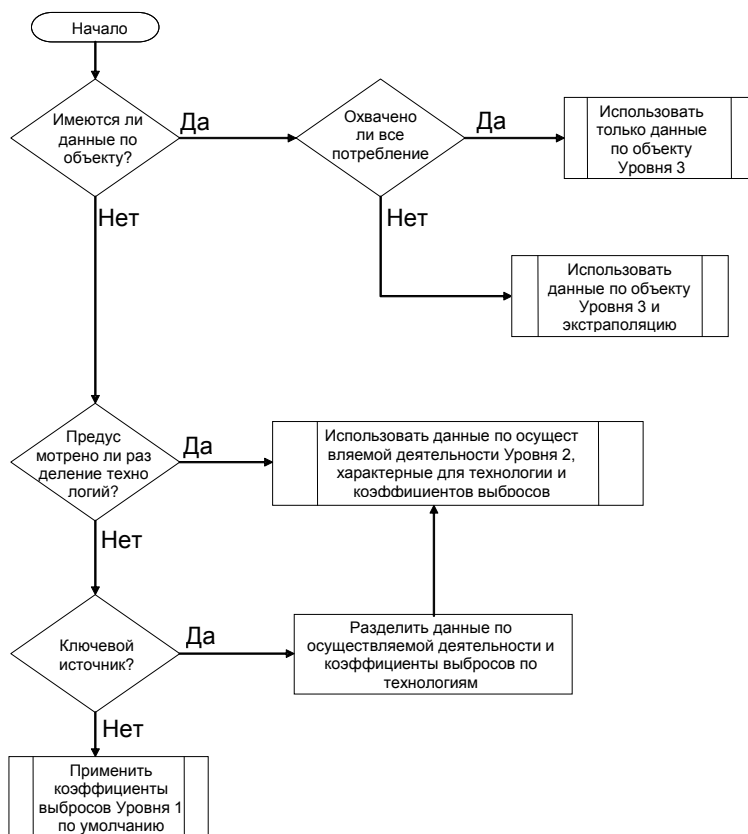 Начало
Имеются ли
данные по
объекту?
Да
Охвачено
ли все
потребление
Да
Использовать
только данные
по объекту
Уровня 3
Нет
Нет
Использовать
данные по объекту
Уровня 3 и
экстраполяцию
Предус
мотрено ли раз
деление техно
логий?
Да
Использовать данные по осущест
вляемой деятельности Уровня 2,
характерные для технологии и
коэффициентов выбросов
Нет
Ключевой
источник?
Да
Разделить данные по
осуществляемой деятельности и
коэффициенты выбросов по
технологиям
Нет
Применить
коэффициенты
выбросов Уровня 1
по умолчанию